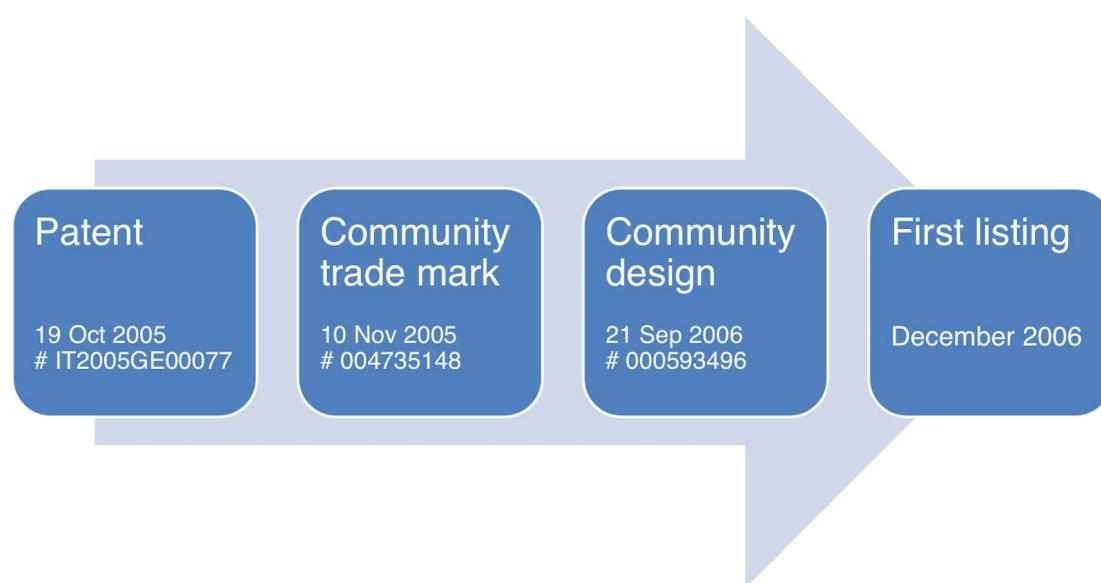 Patent
19 Oct 2005
# IT2005GE00077
Community
trade mark
10 Nov 2005
# 004735148
Community
design
21 Sep 2006
# 000593496
First listing
December 2006